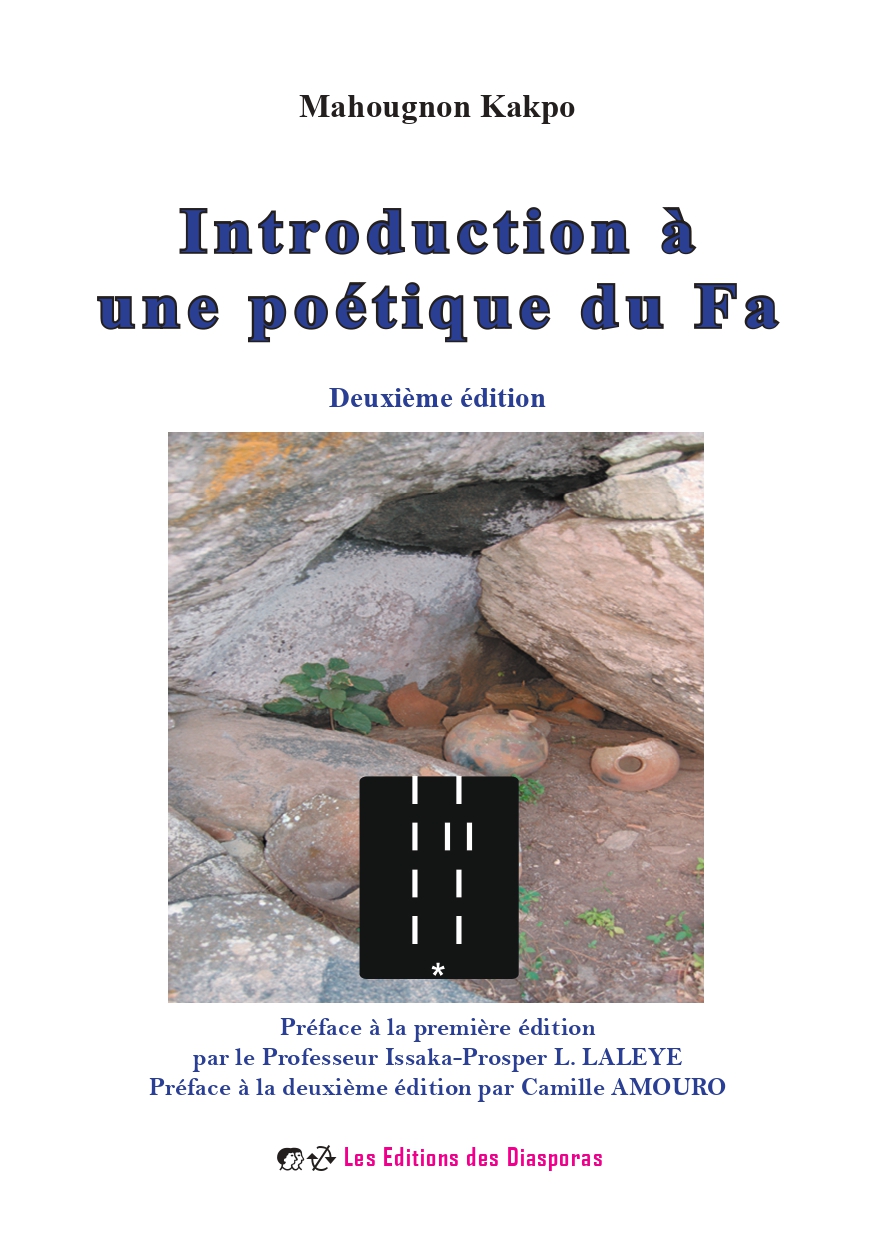 Mahougnon Kakpo
Introduction à
une poétique du Fa
Deuxième édition
*
Préface à la première édition
par le Professeur Issaka-Prosper L. LALEYE
Préface à la deuxième édition par Camille AMOURO
Les Editions des Diasporas